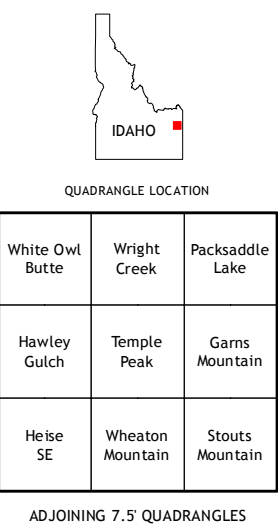 IDAHO
QUADRANGLE LOCATION
White Owl
Butte
Wright
Creek
Packsaddle
Lake
Hawley
Gulch
Temple
Peak
Garns
Mountain
Heise
SE
Wheaton
Mountain
Stouts
Mountain
ADJOINING 7.5' QUADRANGLES